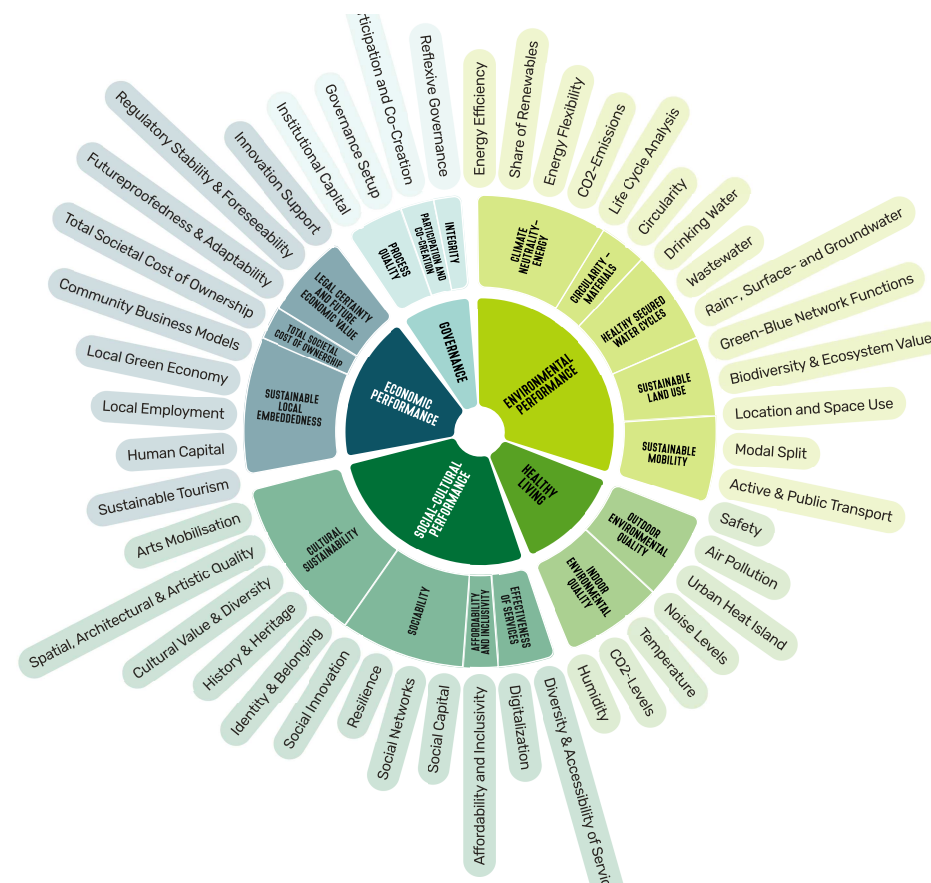 ENVIRONMENTAL
PERFORMANCE
HEALTHY
LIVING
SOCIAL-CULTURAL
PERFORMANCE
ECONOMIC
PERFORMANCE
GOVERNANCE
CLIMATE
NEUTRALITY–
ENERGY
CIRCULARITY –
MATERIALS
HEALTHY SECURED
WATER CYCLES
SUSTAINABLE
LAND USE
SUSTAINABLE
MOBILITY
OUTDOOR
ENVIRONMENTAL
QUALITY
INDOOR
ENVIRONMENTAL
QUALITY
EFFECTIVENESS
OF SERVICES
AFFORDABILITY
AND INCLUSIVITY
SOCIABILITY
CULTURAL
SUSTAINABILITY
SUSTAINABLE
LOCAL
EMBEDDEDNESS
TOTAL SOCIETAL
COST OF OWNERSHIP
LEGAL CERTAINTY
AND FUTURE
ECONOMIC VALUE
PROCESS
QUALITY
PARTICIPATION AND
CO-CREATION
INTEGRITY
Energy Efficiency
Share of Renewables
Energy Flexibility
CO2-Emissions
Life Cycle Analysis
Circularity
Drinking Water
Wastewater
Rain-, Surface- and Groundwater
Green-Blue Network Functions
Biodiversity & Ecosystem Value
Location and Space Use
Modal Split
Active & Public Transport
Safety
Air Pollution
Urban Heat Island
Noise Levels
Temperature
CO2-Levels
Humidity
Diversity & Accessibility of
Digitalization
Affordability and Inclusivity
Social Capital
Social Networks
Resilience
Social Innovation
Identity & Belonging
History & Heritage
Cultural Value & Diversity
Spatial, Architectural & Artistic Quality
Arts Mobilisation
Sustainable Tourism
Human Capital
Local Employment
Local Green Economy
Community Business Models
Total Societal Cost of Ownership
Futureproofedness & Adaptability
Regulatory Stability & Foreseeability
Innovation Support
Institutional Capital
Governance Setup
and Co-Creation
Reflexive Governance